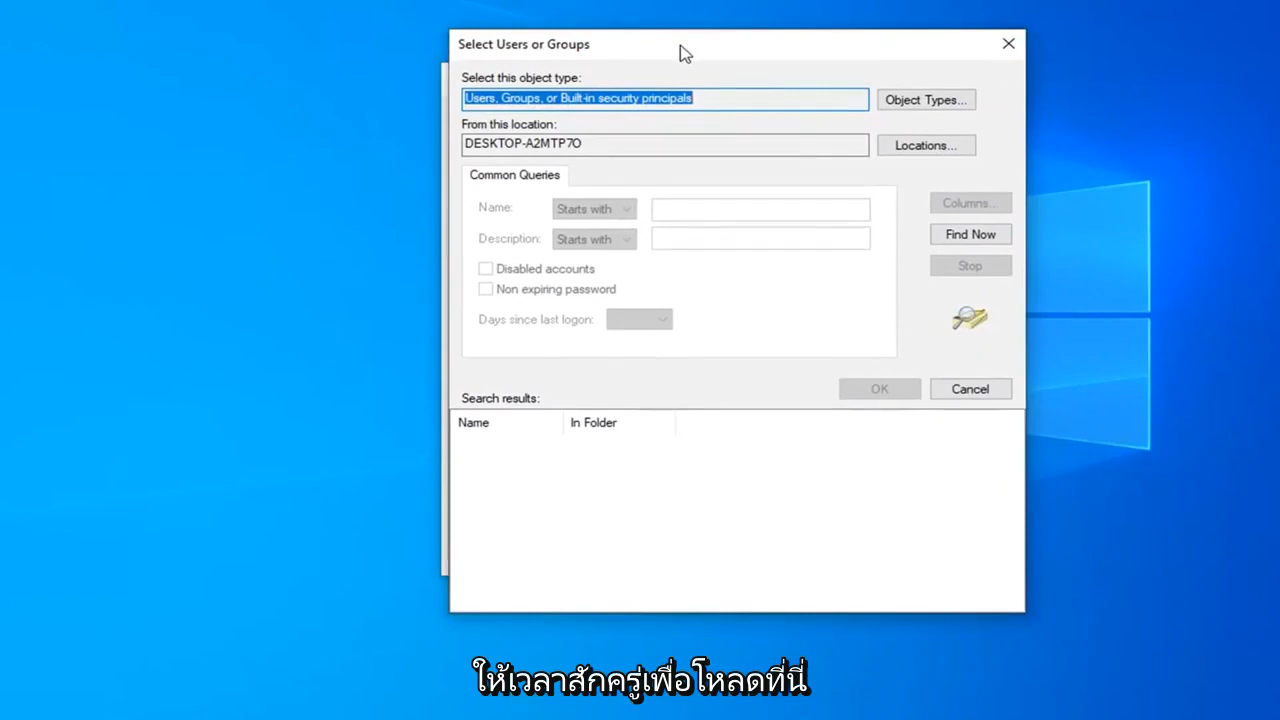 Select Users or Groups
Select this object type:
Users, Groups, or Built-in security principals
Object Types...
From this location:
DESKTOP-A2MTP7O
Locations...
Common Queries
Name:
Starts with
Columns...
Description:
Starts with
Find Now
Disabled accounts
Stop
Non expiring password
Days since last logon:
OK
Cancel
Search results:
Name
In Folder
ให้เวลาสักครู่เพื่อโหลดที่นี่